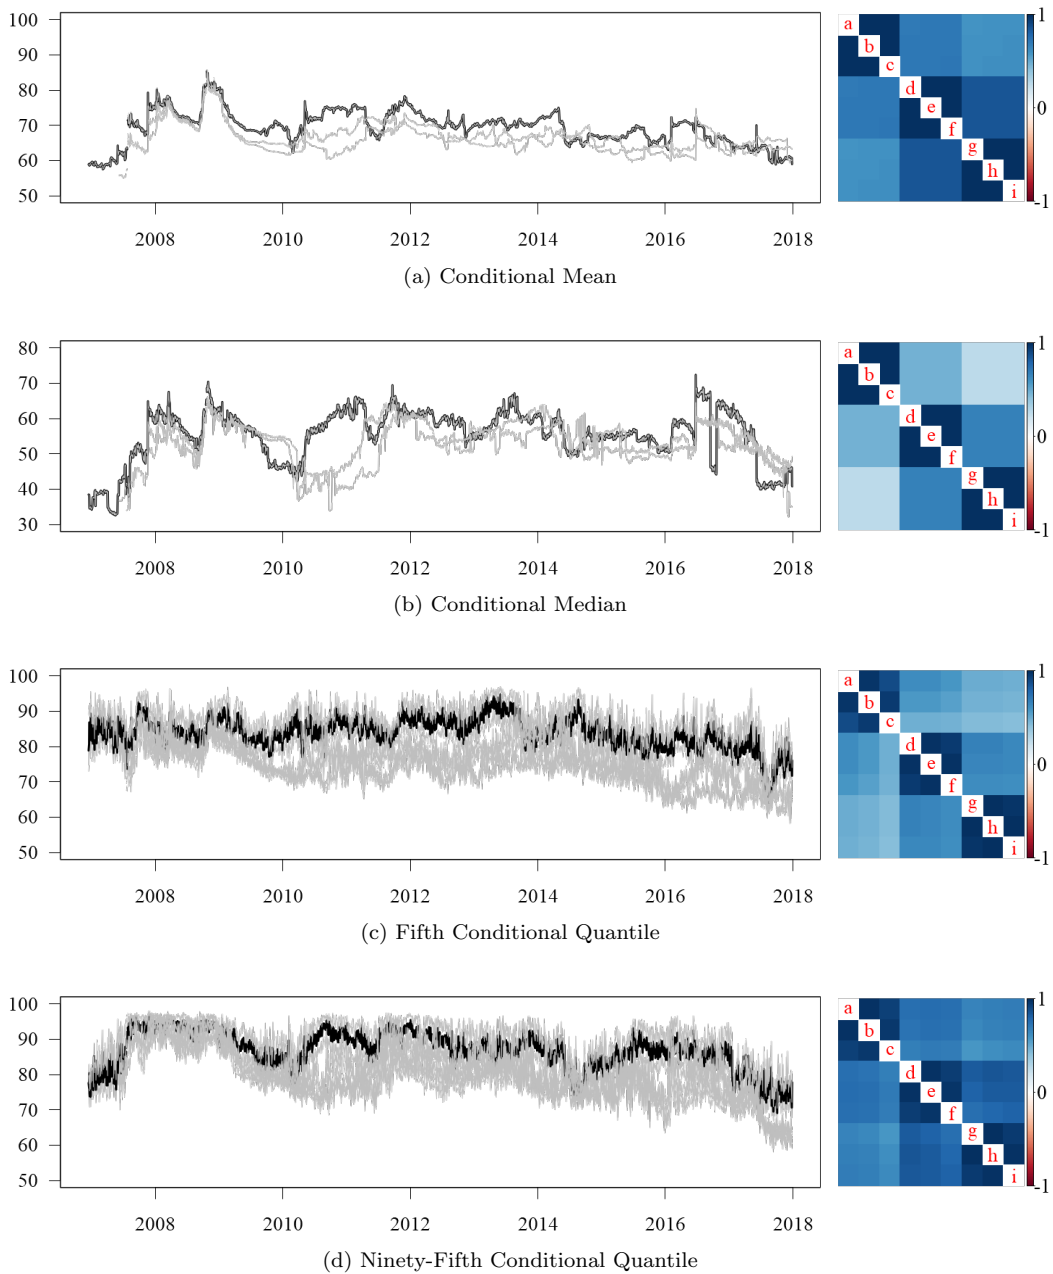 100
90
80
70
60
50
2008 2010 2012 2014 2016 2018
a
b
c
d
e
f
g
h
i
1
0
-1
(a) Conditional Mean
80
70
60
50
40
30
2008 2010 2012 2014 2016 2018
a
b
c
d
e
f
g
h
i
1
0
-1
(b) Conditional Median
100
90
80
70
60
50
2008 2010 2012 2014 2016 2018
a
b
c
d
e
f
g
h
i
1
0
-1
(c) Fifth Conditional Quantile
100
90
80
70
60
50
2008 2010 2012 2014 2016 2018
a
b
c
d
e
f
g
h
i
1
0
-1
(d) Ninety-Fifth Conditional Quantile